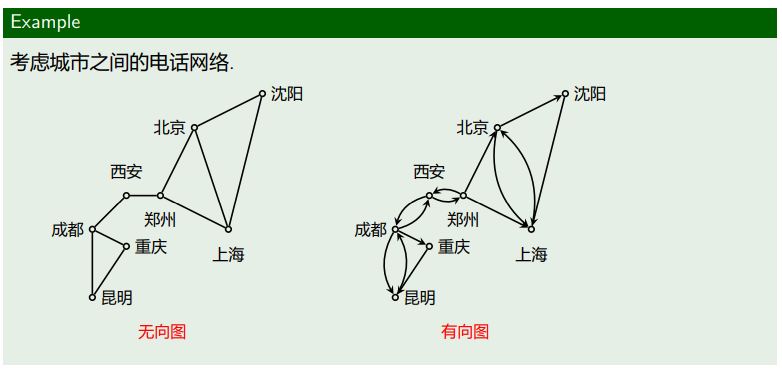 Example
考虑城市之间的电话网络.
沈阳
北京
西安
郑州
成都
重庆
上海
昆明
无向图
沈阳
北京
西安
郑州
成都
重庆
上海
昆明
有向图